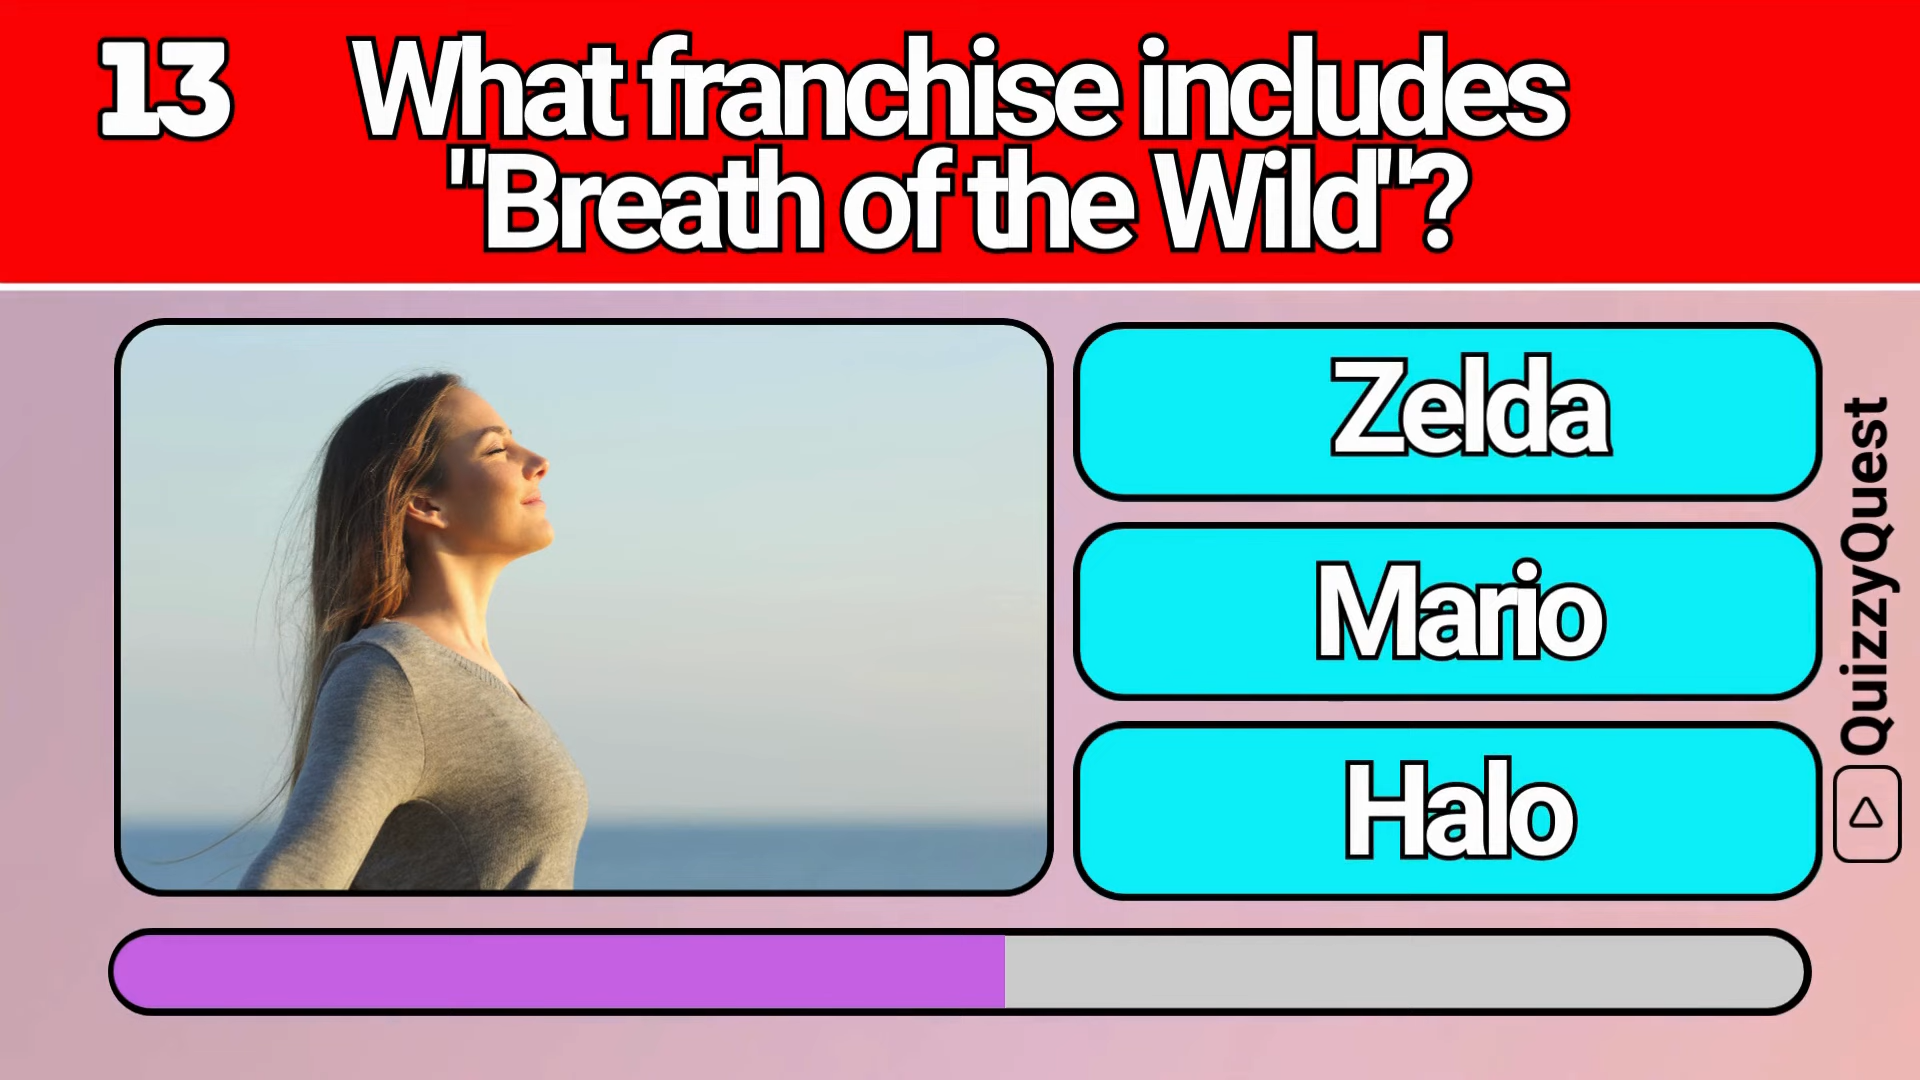 13
What franchise includes
"Breath of the Wild"?
Zelda
Mario
Halo
QuizzyQuest